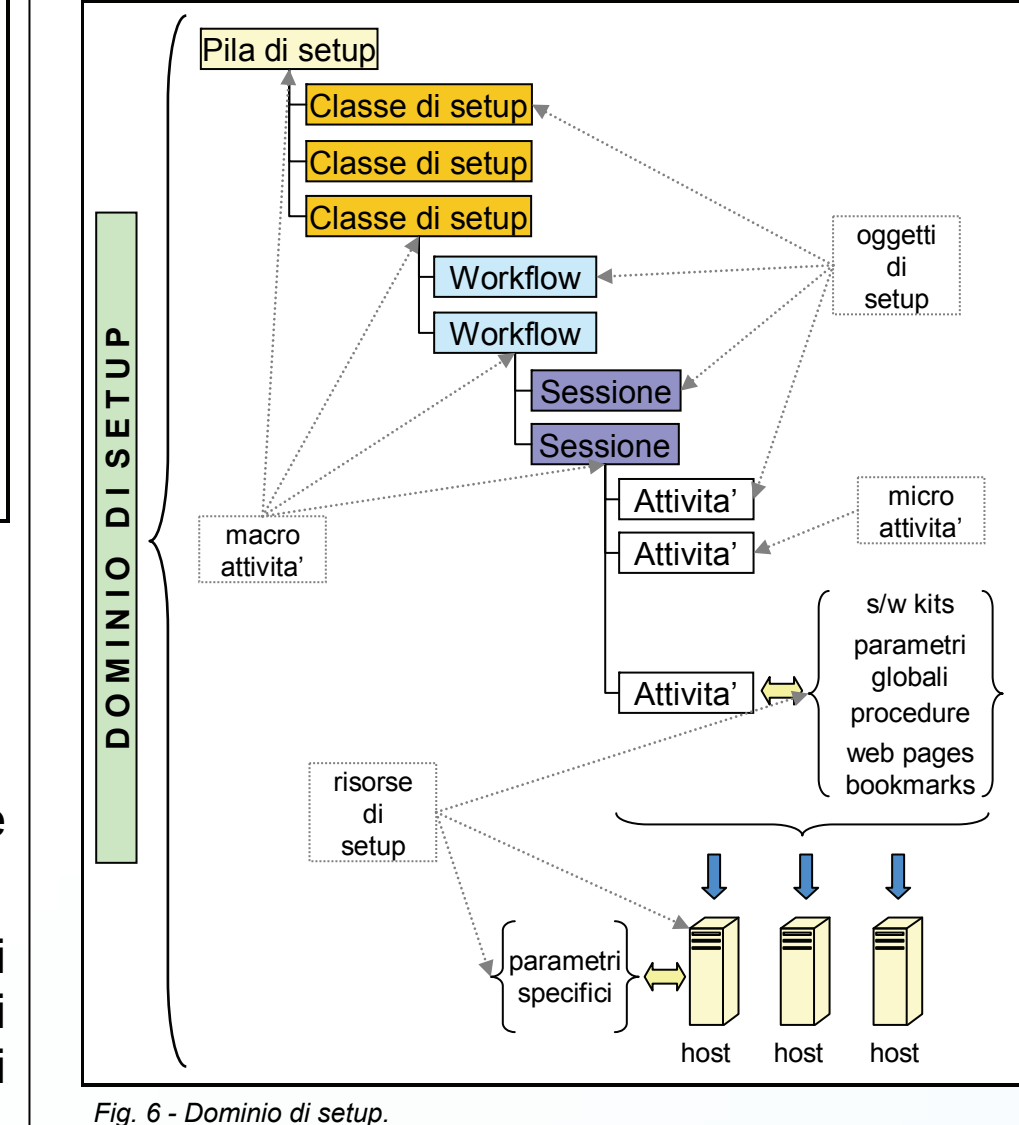 Pila di setup
Classe di setup
Classe di setup
Classe di setup
oggetti
di
setup
Workflow
Workflow
Sessione
Sessione
DOMINIO DI SETUP
Attivita’
micro
attivita’
macro
attivita’
Attivita’
s/w kits
parametri
globali
Attivita’
procedure
web pages
bookmarks
risorse
di
setup
parametri
specifici
host
host
host
e
i
i
i
Fig. 6 - Dominio di setup.